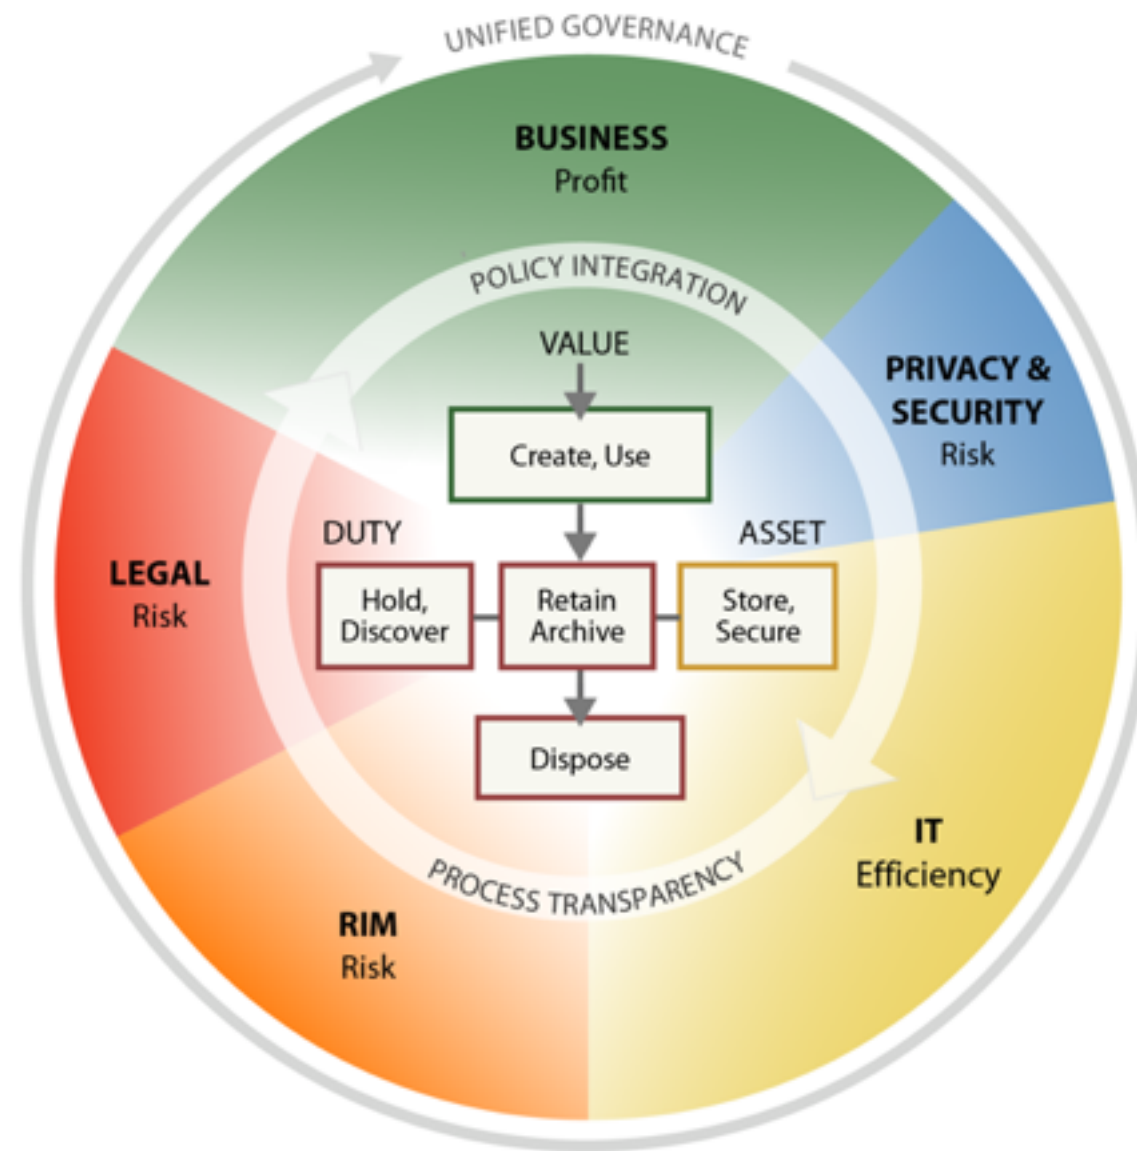 UNIFIED GOVERNANCE
BUSINESS
Profit
POLICY INTEGRATION
VALUE
PRIVACY &
SECURITY
Risk
Create, Use
DUTY
ASSET
LEGAL
Risk
Hold,
Discover
Retain
Archive
Store,
Secure
Dispose
IT
Efficiency
PROCESS TRANSPARENCY
RIM
Risk